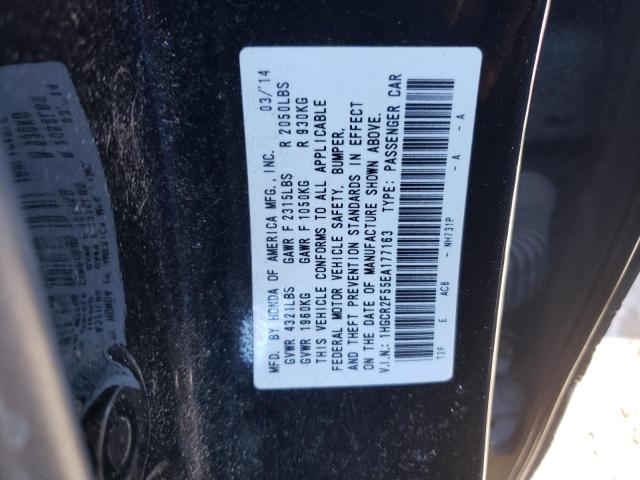 MFD. BY HONDA OF AMERICA MFG., INC. 03/'14
GVWR 4321LBS GAWR F 2315LBS R 2050LBS
GVWR 1960KG GAWR F 1050KG R 930KG
THIS VEHICLE CONFORMS TO ALL APPLICABLE
FEDERAL MOTOR VEHICLE SAFETY, BUMPER,
AND THEFT PREVENTION STANDARDS IN EFFECT
ON THE DATE OF MANUFACTURE SHOWN ABOVE.
V.I.N.: 1HGCR2F55EA177163 TYPE: PASSENGER CAR
T2F E AC8 - NH731P - A - A